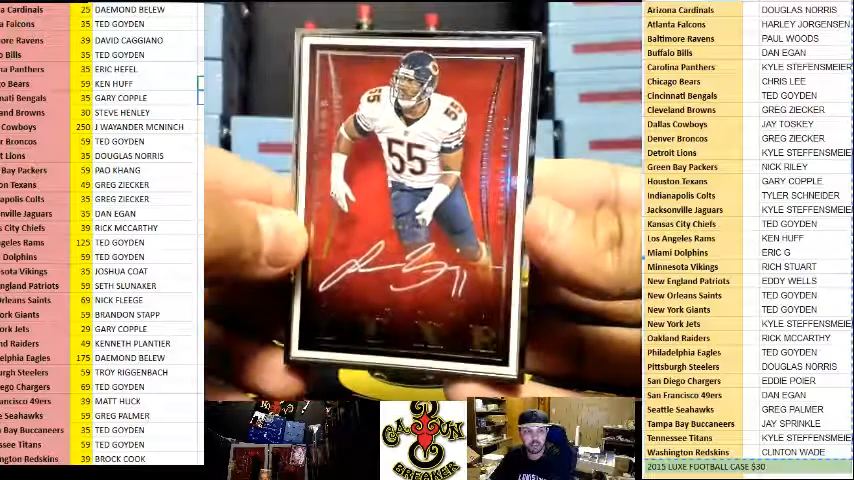 a Cardinals 25 DAEMOND BELEW
a Falcons 35 TED GOYDEN
ore Ravens 39 DAVID CAGGIANO
o Bills 35 TED GOYDEN
na Panthers 35 ERIC HEFEL
go Bears 59 KEN HUFF
nati Bengals 35 GARY COPPLE
nd Browns 30 STEVE HENLEY
Cowboys 250 J WAYANDER MCNINCH
r Broncos 59 TED GOYDEN
t Lions 35 DOUGLAS NORRIS
Bay Packers 59 PAO KHANG
on Texans 49 GREG ZIECKER
apolis Colts 35 GREG ZIECKER
nville Jaguars 35 DAN EGAN
s City Chiefs 39 RICK MCCARTHY
ngeles Rams 125 TED GOYDEN
Dolphins 59 TED GOYDEN
esota Vikings 35 JOSHUA COAT
England Patriots 59 SETH SLUNAKER
Orleans Saints 69 NICK FLEEGE
ork Giants 59 BRANDON STAPP
ork Jets 29 GARY COPPLE
nd Raiders 49 KENNETH PLANTIER
delphia Eagles 175 DAEMOND BELEW
urgh Steelers 59 TROY RIGGENBACH
iego Chargers 69 TED GOYDEN
ancisco 49ers 39 MATT HUCK
e Seahawks 59 GREG PALMER
a Bay Buccaneers 35 TED GOYDEN
ssee Titans 59 TED GOYDEN
ington Redskins 39 BROCK COOK
55
55
55
CAJUN
BREAKER
Arizona Cardinals DOUGLAS NORRIS
Atlanta Falcons HARLEY JORGENSEN
Baltimore Ravens PAUL WOODS
Buffalo Bills DAN EGAN
Carolina Panthers KYLE STEFFENSMEIE
Chicago Bears CHRIS LEE
Cincinnati Bengals TED GOYDEN
Cleveland Browns GREG ZIECKER
Dallas Cowboys JAY TOSKEY
Denver Broncos GREG ZIECKER
Detroit Lions KYLE STEFFENSMEIE
Green Bay Packers NICK RILEY
Houston Texans GARY COPPLE
Indianapolis Colts TYLER SCHNEIDER
Jacksonville Jaguars KYLE STEFFENSMEIE
Kansas City Chiefs TED GOYDEN
Los Angeles Rams KEN HUFF
Miami Dolphins ERIC G
Minnesota Vikings RICH STUART
New England Patriots EDDY WELLS
New Orleans Saints TED GOYDEN
New York Giants TED GOYDEN
New York Jets KYLE STEFFENSMEIE
Oakland Raiders RICK MCCARTHY
Philadelphia Eagles TED GOYDEN
Pittsburgh Steelers DOUGLAS NORRIS
San Diego Chargers EDDIE POIER
San Francisco 49ers DAN EGAN
Seattle Seahawks GREG PALMER
Tampa Bay Buccaneers JAY SPRINKLE
Tennessee Titans KYLE STEFFENSMEIE
Washington Redskins CLINTON WADE
2015 LUXE FOOTBALL CASE $30